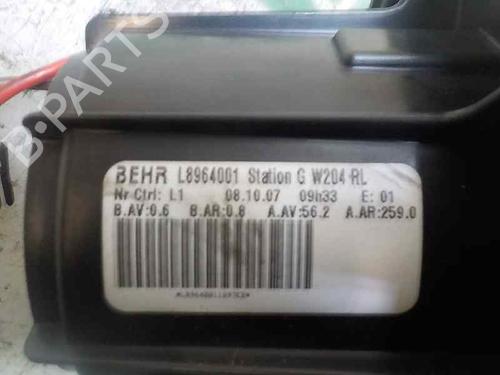 BEHR L8964001 Station G W204 RL
Nr Ctrl: L1 08.10.07 09h33 E: 01
B.AV:0.6 B.AR:0.8 A.AV:56.2 A.AR:259.0
B-PARTS